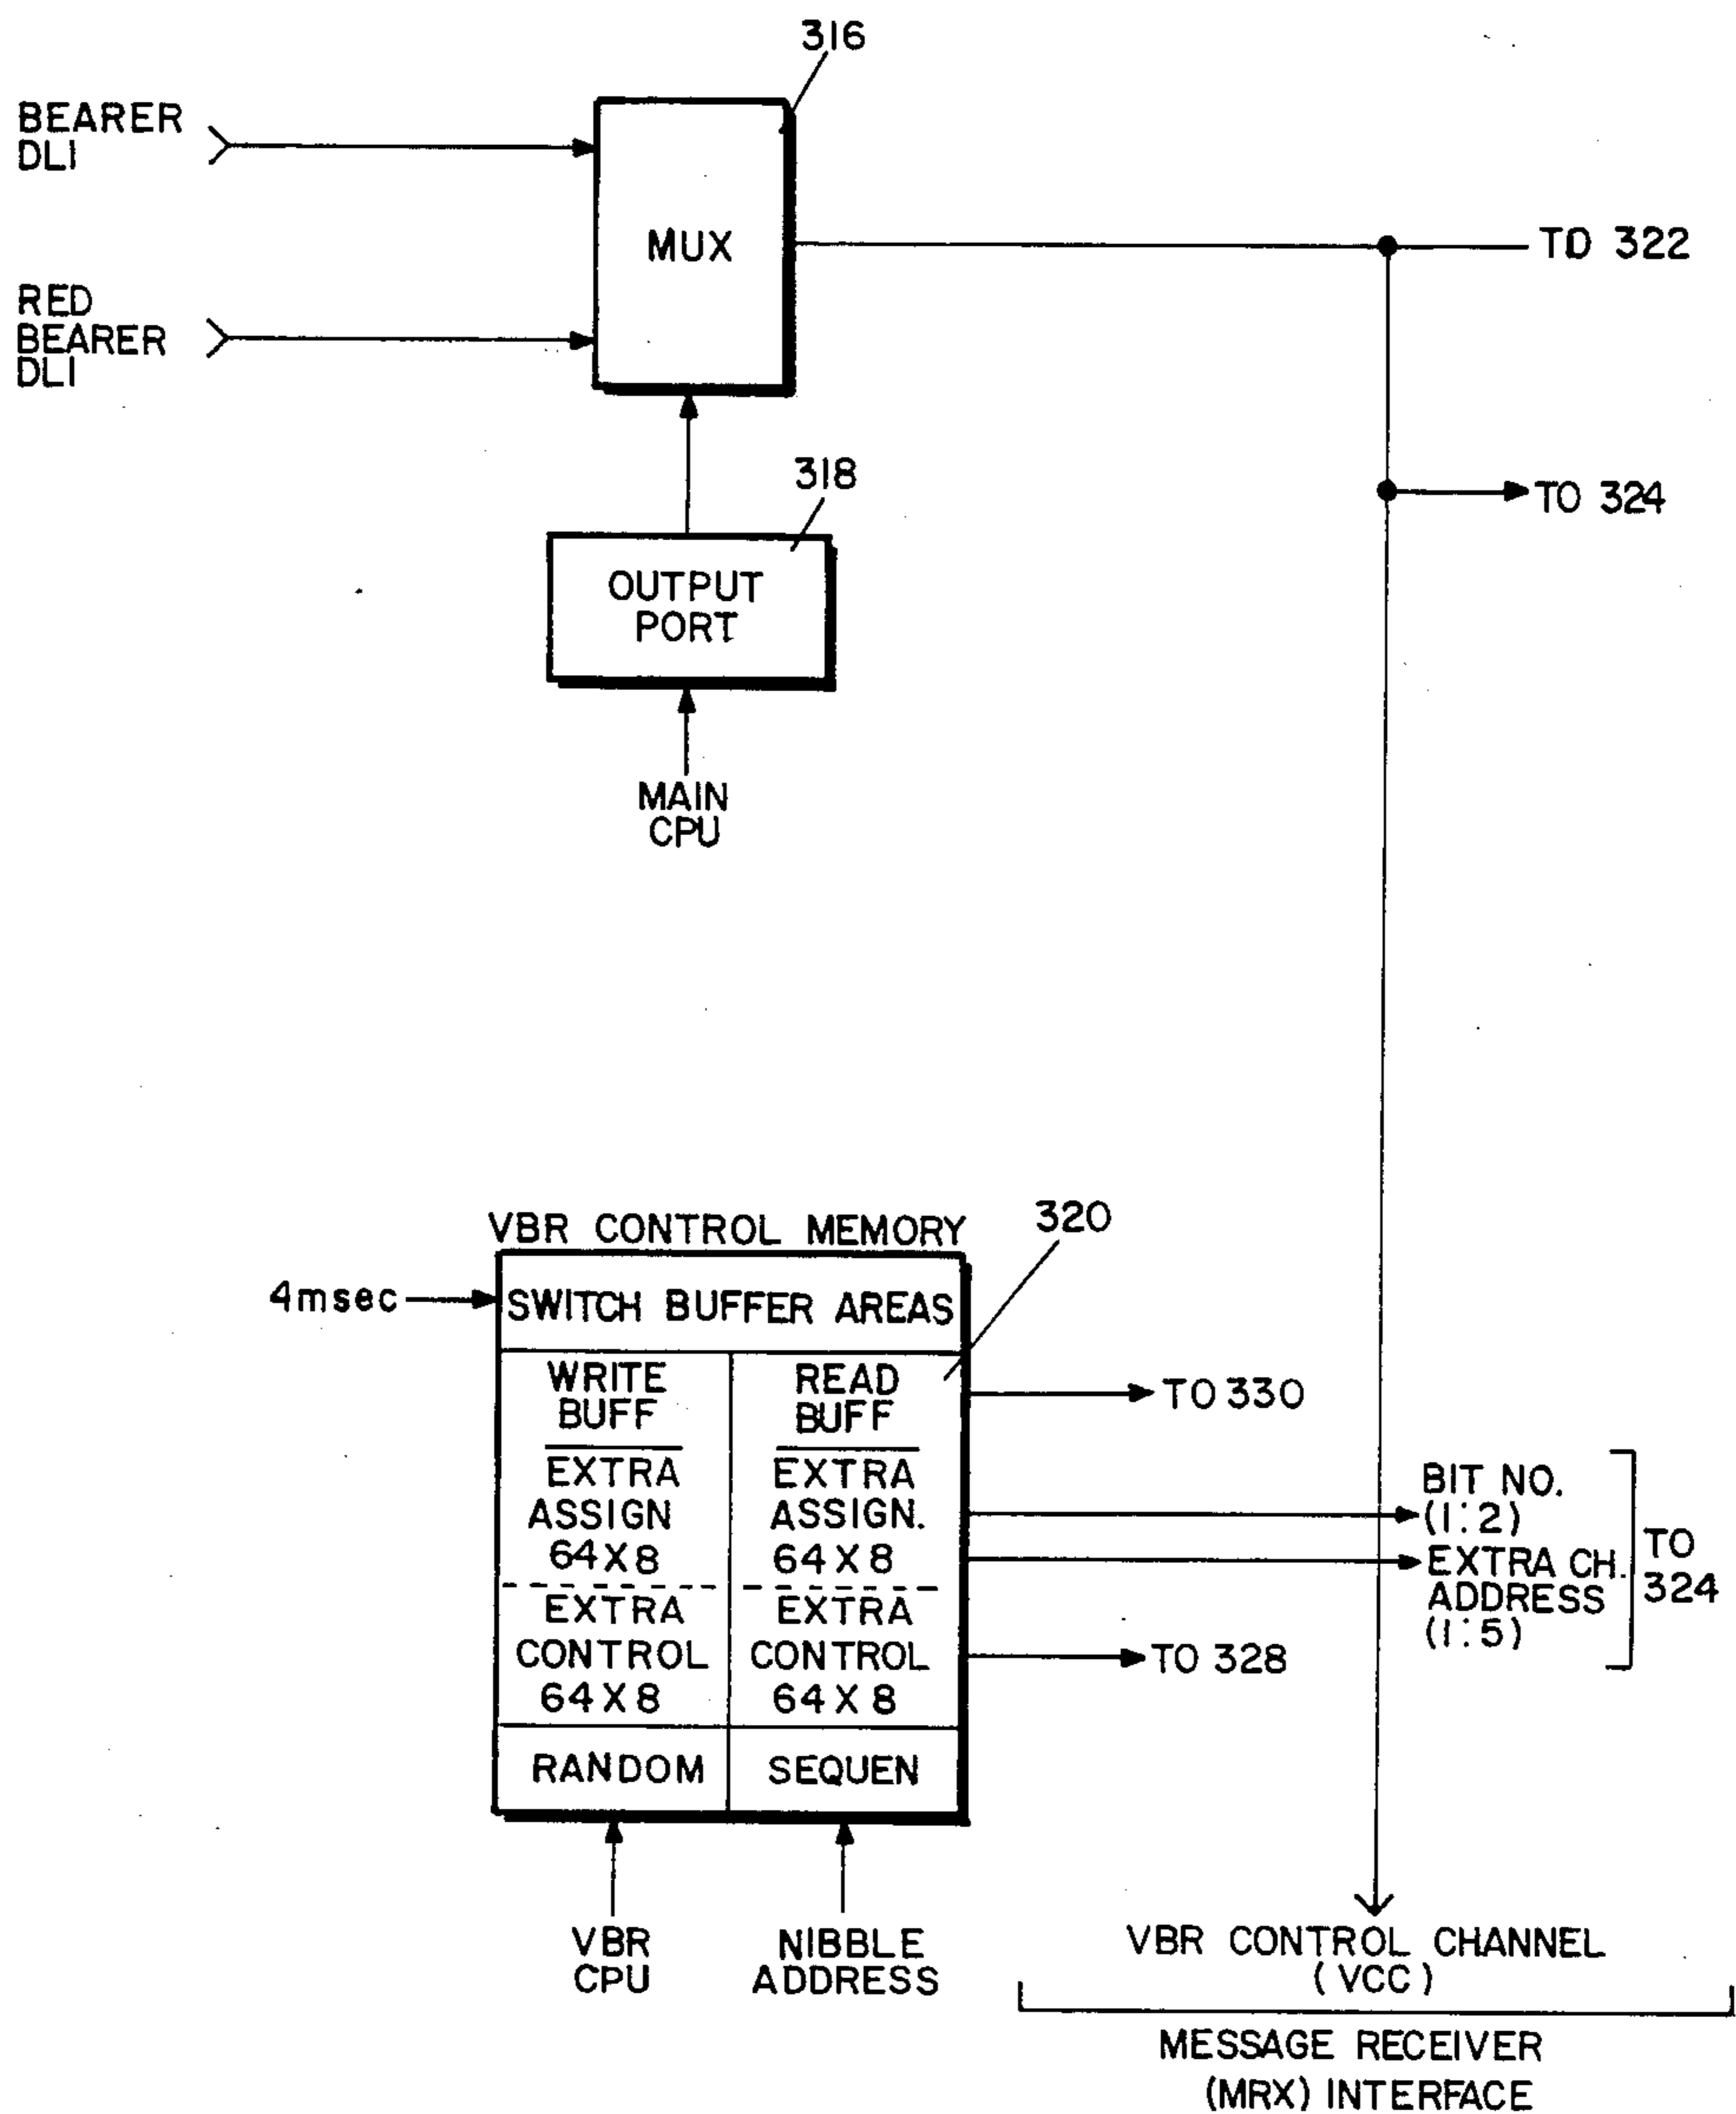 316
BEARER
DLI
MUX
TO 322
RED
BEARER
DLI
318
TO 324
OUTPUT
PORT
MAIN
CPU
VBR CONTROL MEMORY
320
4msec
SWITCH BUFFER AREAS
WRITE
BUFF
READ
BUFF
TO 330
EXTRA
ASSIGN
64X8
EXTRA
ASSIGN.
64X8
BIT NO.
(1:2)
EXTRA CH.
ADDRESS
(1:5)
TO
324
EXTRA
CONTROL
64X8
EXTRA
CONTROL
64X8
TO 328
RANDOM
SEQUEN
VBR
CPU
NIBBLE
ADDRESS
VBR CONTROL CHANNEL
(VCC)
MESSAGE RECEIVER
(MRX) INTERFACE